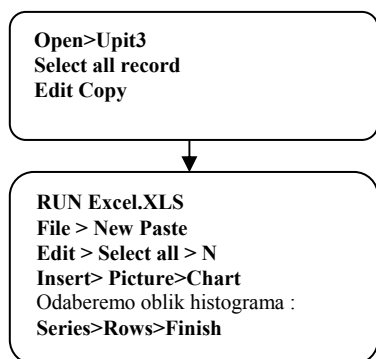 Open>Upit3
Select all record
Edit Copy
RUN Excel.XLS
File > New Paste
Edit > Select all > N
Insert> Picture>Chart
Odaberemo oblik histograma :
Series>Rows>Finish